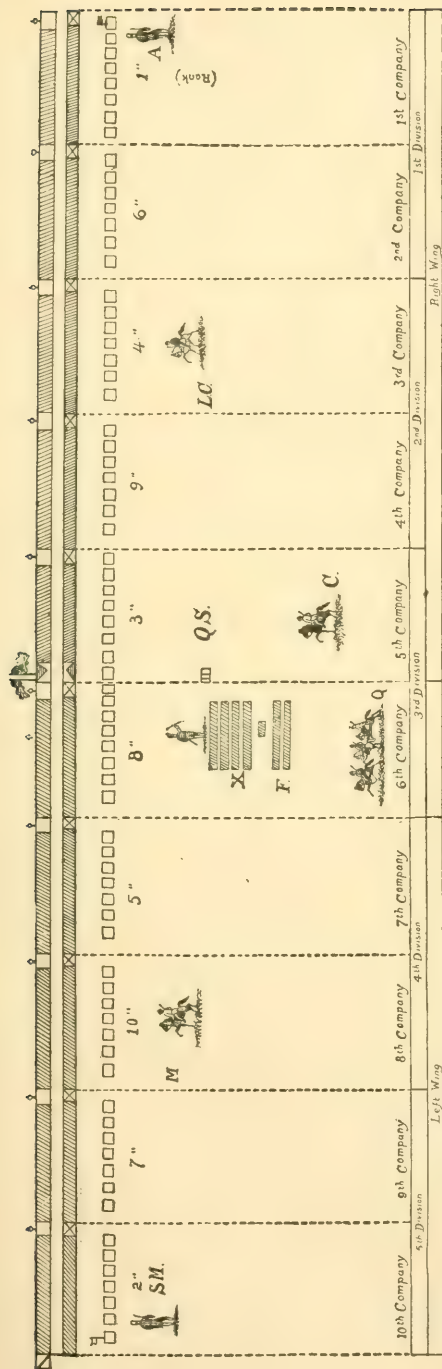 10th Company
9th Company
8th Company
7th Company
6th Company
5th Company
4th Company
3rd Company
2nd Company
1st Company
5th Division
4th Division
3rd Division
2nd Division
1st Division
Left Wing
Right Wing
2"
7"
10"
5"
8"
3"
9"
4"
6"
1"
(Rank)
SM.
M
X
F.
Q
Q.S.
C.
LC.
A